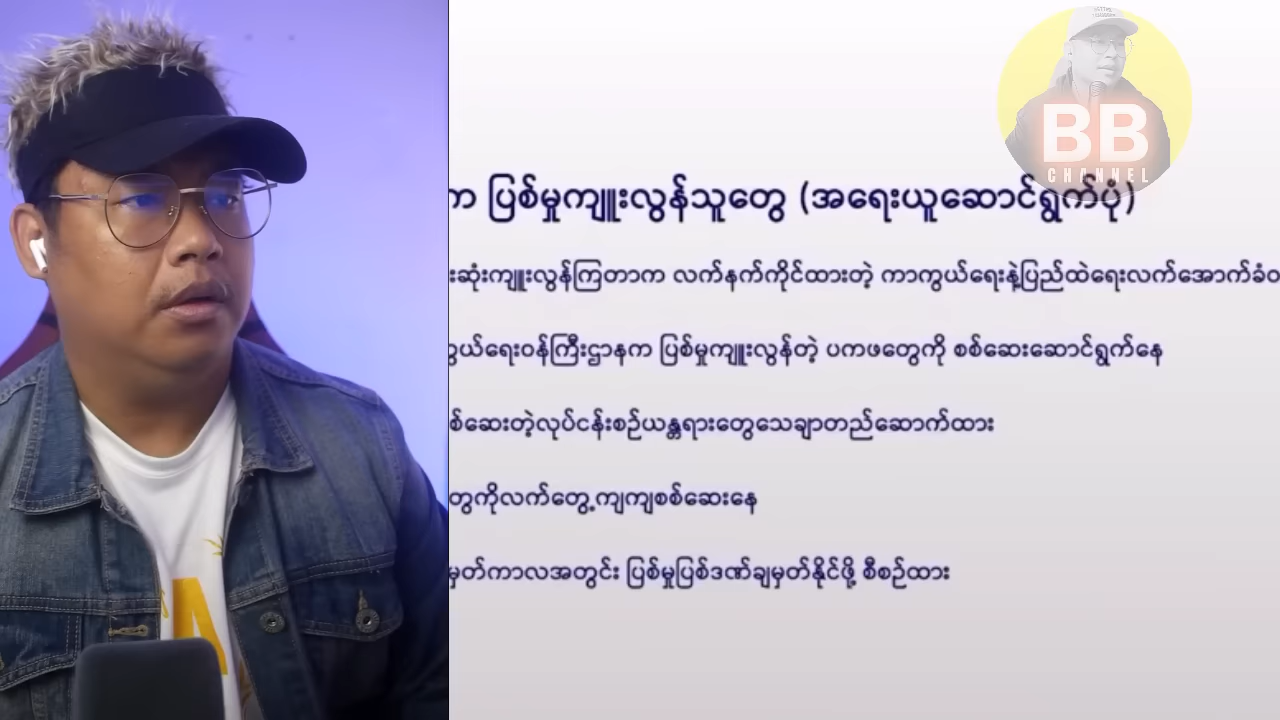 BB
CHANNEL
က ပြစ်မှုကျူးလွန်သူတွေ (အရေးယူဆောင်ရွက်ပုံ)
းဆုံးကျူးလွန်ကြတာက လက်နက်ကိုင်ထားတဲ့ ကာကွယ်ရေးနဲ့ပြည်ထဲရေးလက်အောက်ခံ
ွယ်ရေးဝန်ကြီးဌာနက ပြစ်မှုကျူးလွန်တဲ့ ပကဖတွေကို စစ်ဆေးဆောင်ရွက်နေ
စ်ဆေးတဲ့လုပ်ငန်းစဉ်ယန္တရားတွေသေချာတည်ဆောက်ထား
တွေကိုလက်တွေ့ကျကျစစ်ဆေးနေ
မှတ်ကာလအတွင်း ပြစ်မှုပြစ်ဒဏ်ချမှတ်နိုင်ဖို့ စီစဉ်ထား